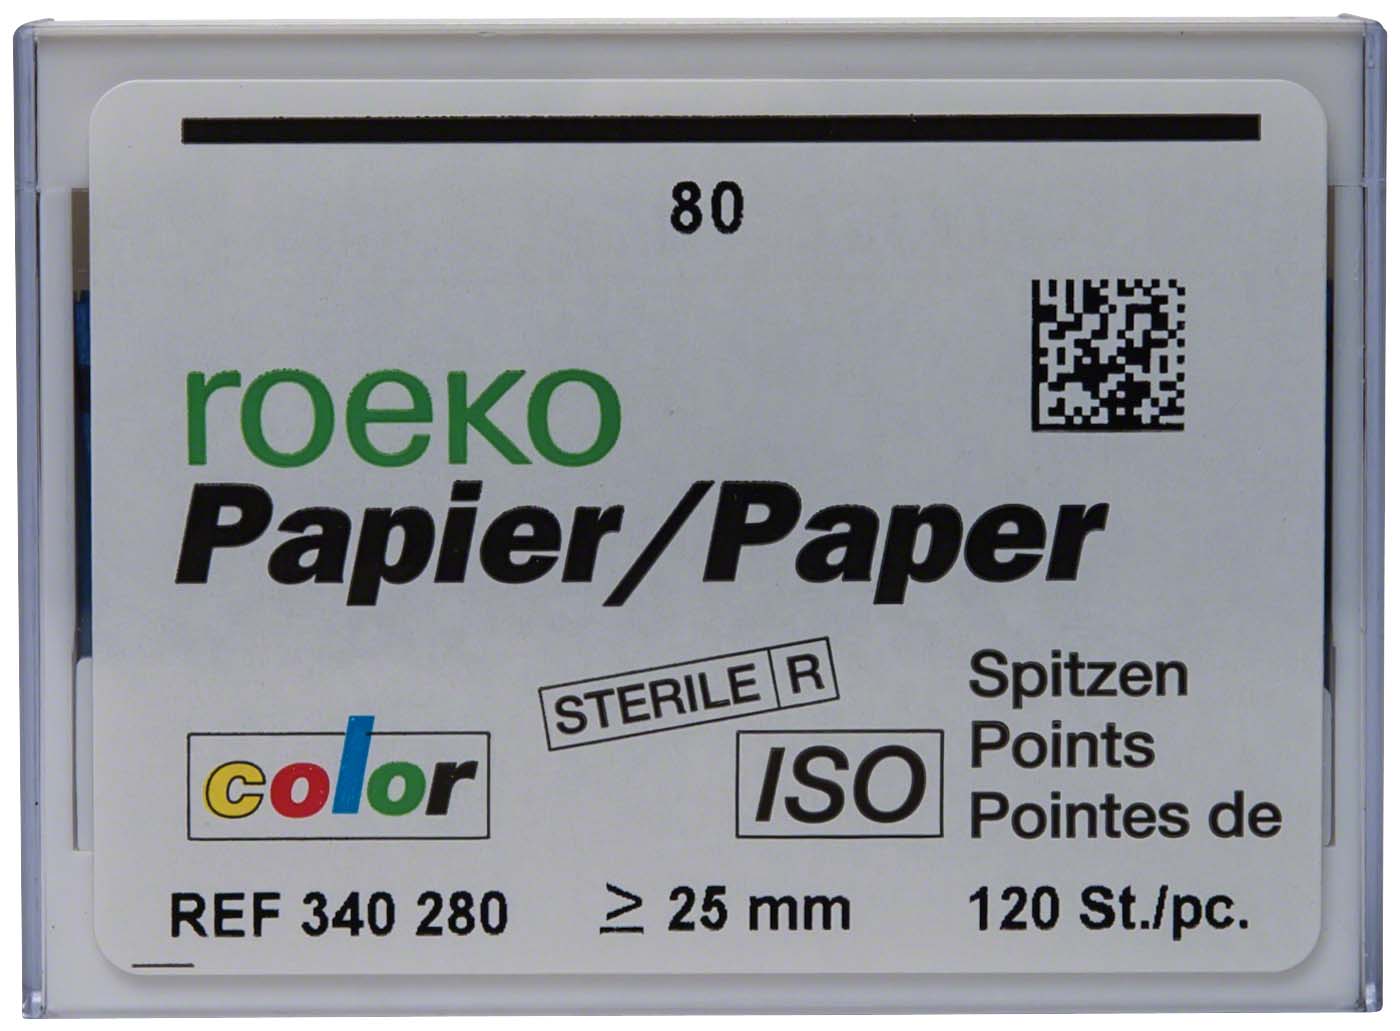 80
roeko
Papier/Paper
STERILE R
color
ISO
Spitzen
Points
Pointes de
REF 340 280
≥ 25 mm
120 St./pc.